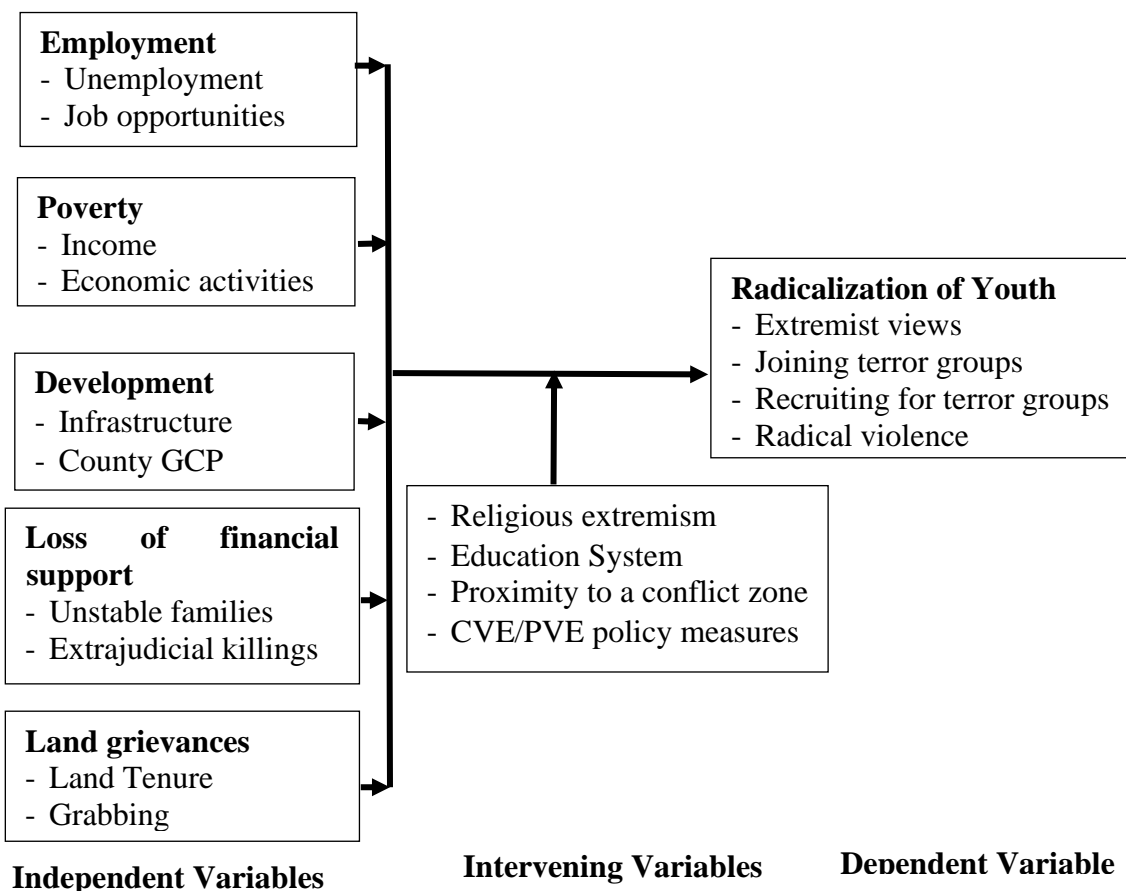 Employment
- Unemployment
- Job opportunities
Poverty
- Income
- Economic activities
Development
- Infrastructure
- County GCP
Loss of financial
support
- Unstable families
- Extrajudicial killings
Land grievances
- Land Tenure
- Grabbing
Independent Variables
- Religious extremism
- Education System
- Proximity to a conflict zone
- CVE/PVE policy measures
Intervening Variables
Radicalization of Youth
- Extremist views
- Joining terror groups
- Recruiting for terror groups
- Radical violence
Dependent Variable